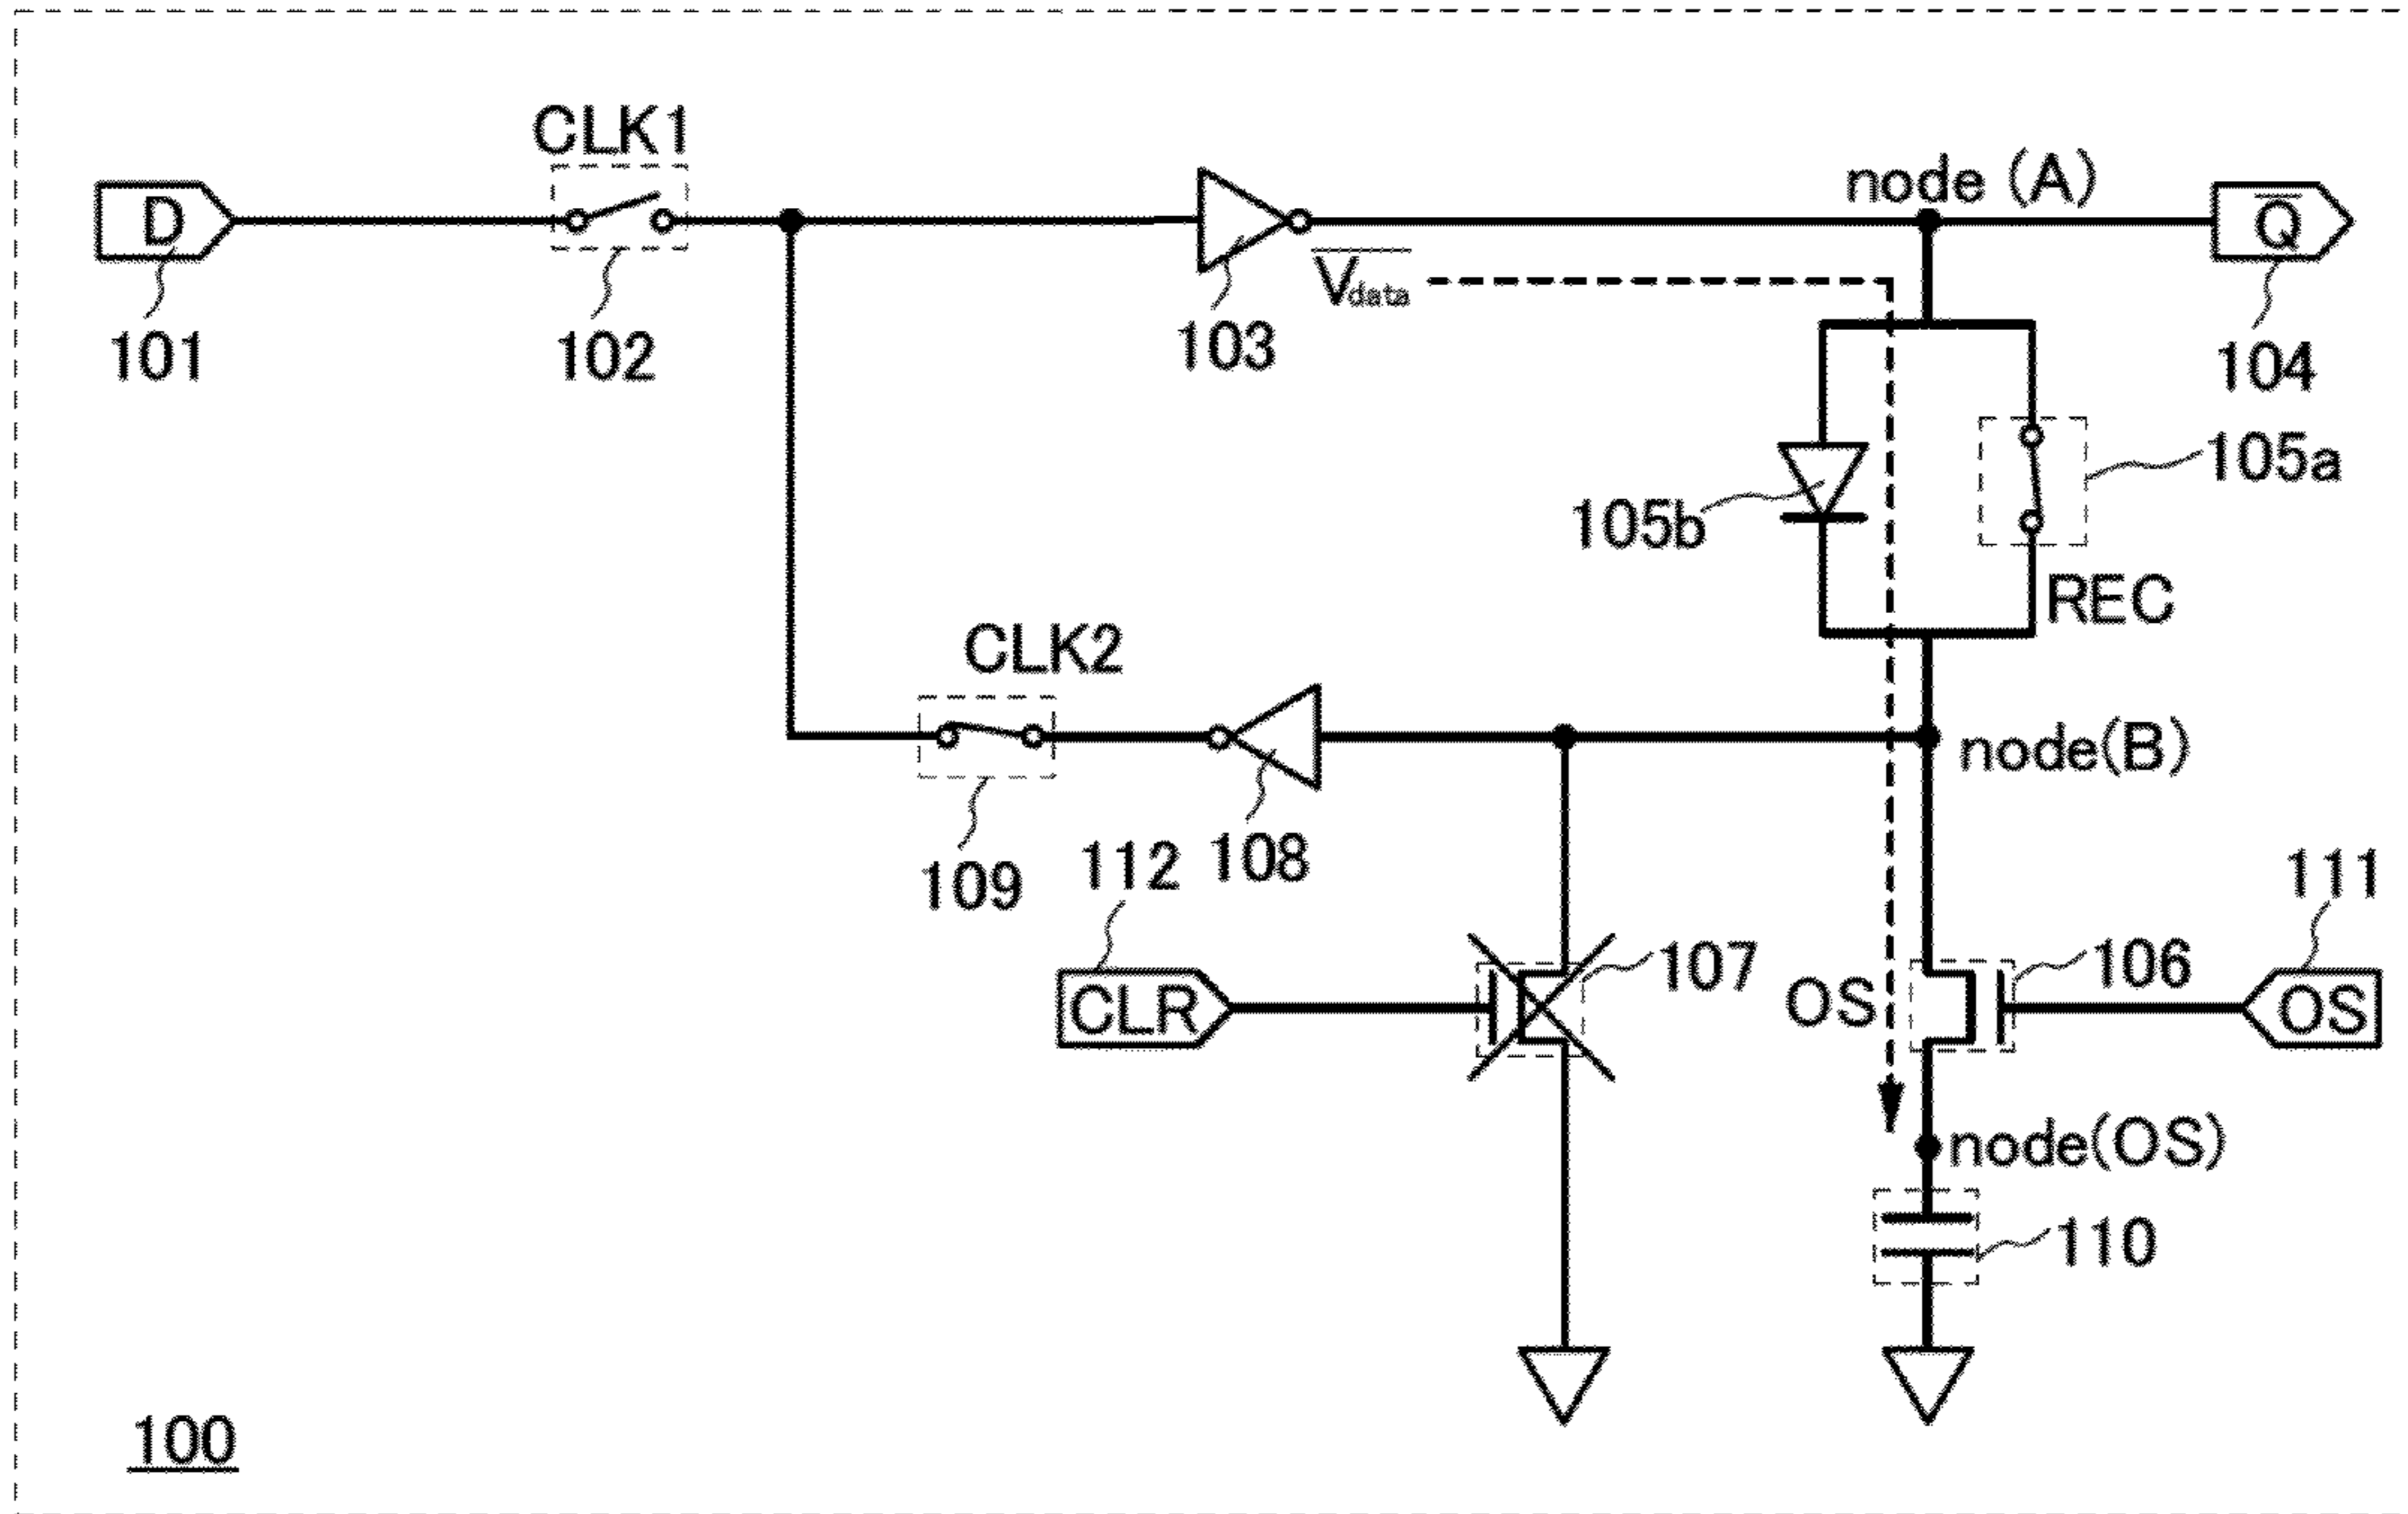 CLK1
D
node (A)
Q̅
V̅data
101
102
103
104
105a
105b
REC
CLK2
node(B)
109
112
108
111
CLR
107
OS
106
OS
node(OS)
110
100